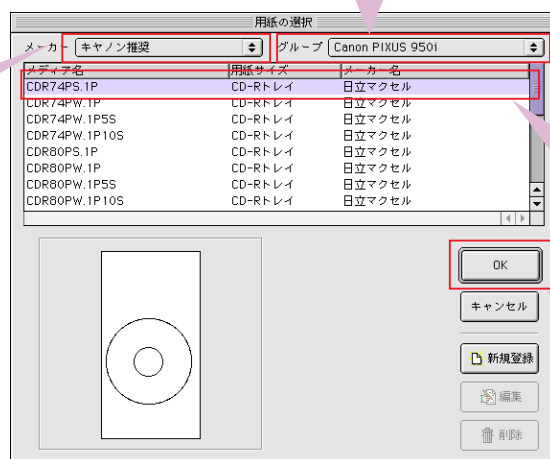 用紙の選択
メーカー キャノン推奨 グループ Canon PIXUS 950i
メディア名 用紙サイズ メーカー名
CDR74PS.1P CD-Rトレイ 日立マクセル
CDR74PW.1P CD-Rトレイ 日立マクセル
CDR74PW.1P5S CD-Rトレイ 日立マクセル
CDR74PW.1P10S CD-Rトレイ 日立マクセル
CDR80PS.1P CD-Rトレイ 日立マクセル
CDR80PW.1P CD-Rトレイ 日立マクセル
CDR80PW.1P5S CD-Rトレイ 日立マクセル
CDR80PW.1P10S CD-Rトレイ 日立マクセル
OK
キャンセル
新規登録
編集
削除